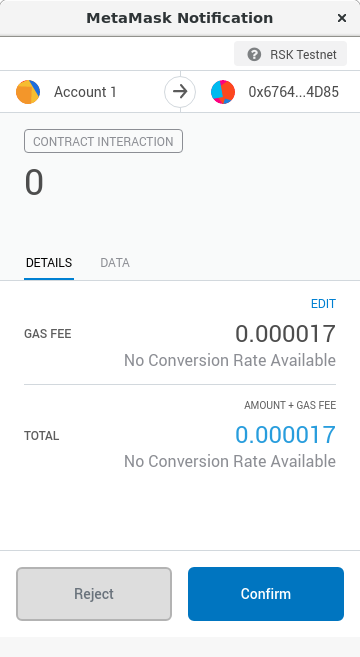 MetaMask Notification ×
? RSK Testnet
Account 1 → 0x6764...4D85
CONTRACT INTERACTION
0
DETAILS DATA
EDIT
GAS FEE 0.000017
No Conversion Rate Available
AMOUNT + GAS FEE
TOTAL 0.000017
No Conversion Rate Available
Reject Confirm